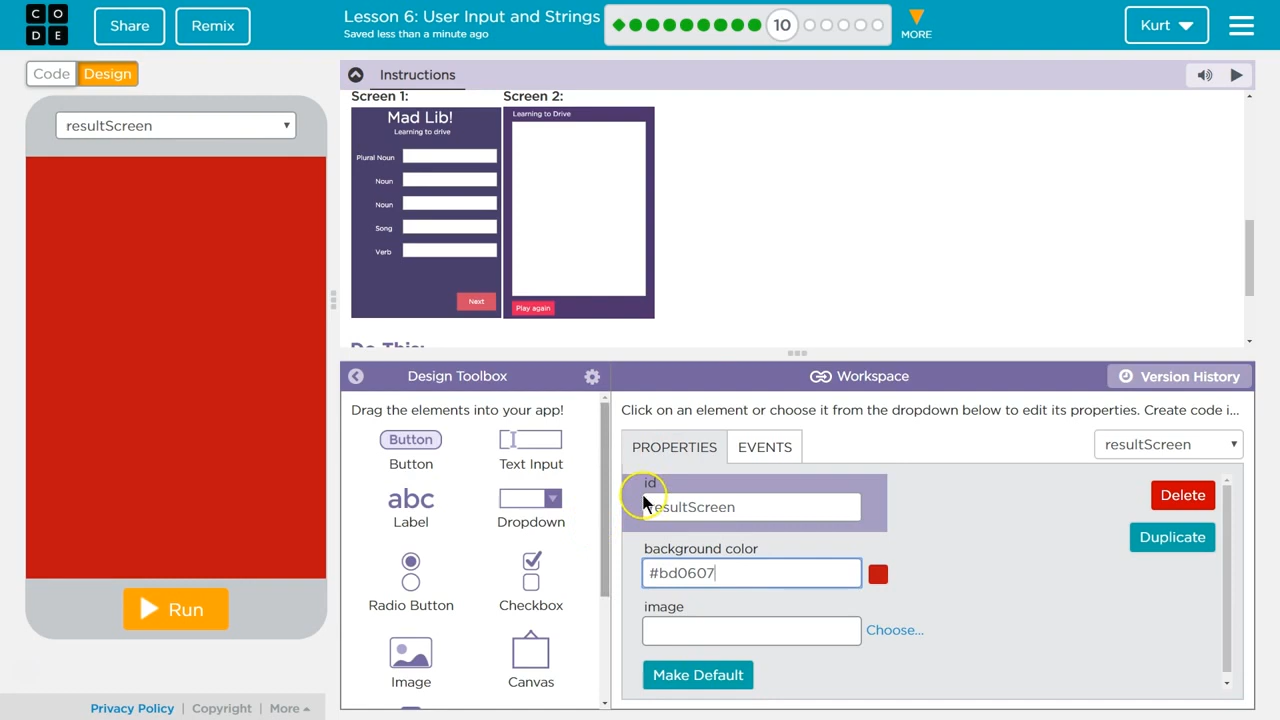 C O
D E
Share
Remix
Lesson 6: User Input and Strings
Saved less than a minute ago
10
MORE
Kurt
Code
Design
Instructions
resultScreen
Screen 1:
Screen 2:
Mad Lib!
Learning to drive
Plural Noun
Noun
Noun
Song
Verb
Next
Learning to Drive
Play again
Do This:
Design Toolbox
Workspace
Version History
Drag the elements into your app!
Click on an element or choose it from the dropdown below to edit its properties. Create code i...
Button
Button
Text Input
abc
Label
Dropdown
Radio Button
Checkbox
Image
Canvas
PROPERTIES
EVENTS
resultScreen
id
resultScreen
Delete
Duplicate
background color
#bd0607
image
Choose...
Make Default
Run
Privacy Policy | Copyright | More